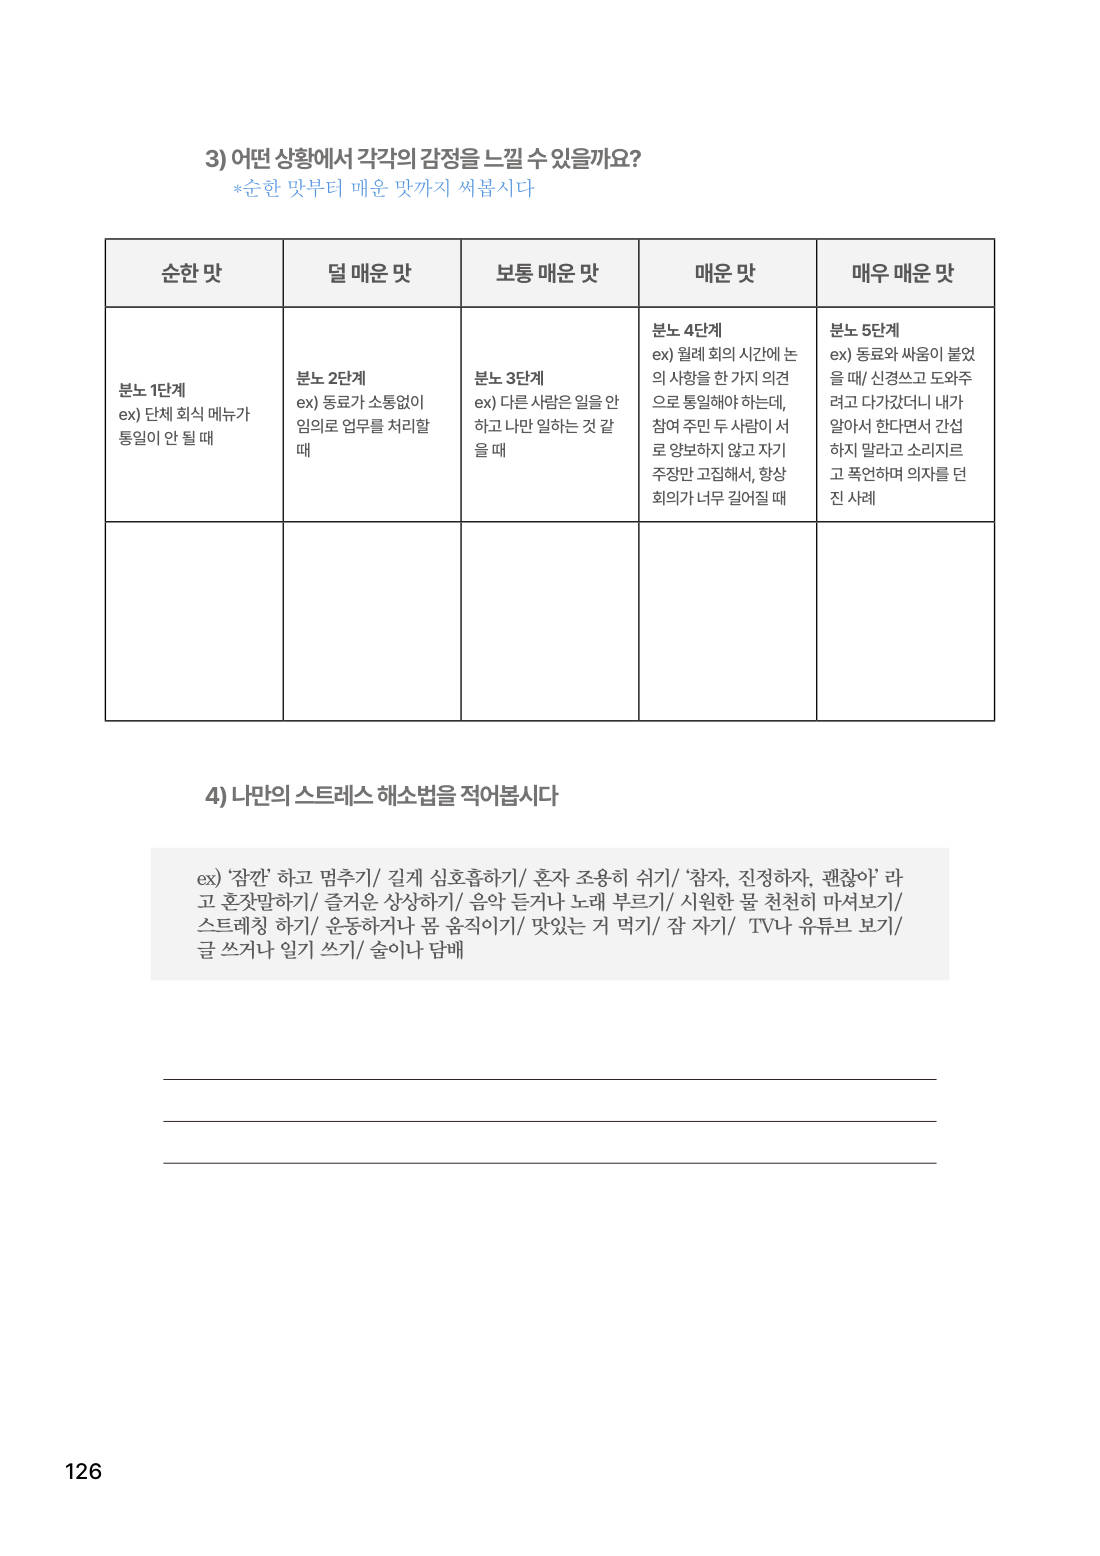 3) 어떤 상황에서 각각의 감정을 느낄 수 있을까요?
*순한 맛부터 매운 맛까지 써봅시다
순한 맛
덜 매운 맛
보통 매운 맛
매운 맛
매우 매운 맛
분노 1단계
ex) 단체 회식 메뉴가
통일이 안 될 때
분노 2단계
ex) 동료가 소통없이
임의로 업무를 처리할
때
분노 3단계
ex) 다른 사람은 일을 안
하고 나만 일하는 것 같
을 때
분노 4단계
ex) 월례 회의 시간에 논
의 사항을 한 가지 의견
으로 통일해야 하는데,
참여 주민 두 사람이 서
로 양보하지 않고 자기
주장만 고집해서, 항상
회의가 너무 길어질 때
분노 5단계
ex) 동료와 싸움이 붙었
을 때/ 신경쓰고 도와주
려고 다가갔더니 내가
알아서 한다면서 간섭
하지 말라고 소리지르
고 폭언하며 의자를 던
진 사례
4) 나만의 스트레스 해소법을 적어봅시다
ex) ‘잠깐’ 하고 멈추기/ 길게 심호흡하기/ 혼자 조용히 쉬기/ ‘참자, 진정하자, 괜찮아’ 라
고 혼잣말하기/ 즐거운 상상하기/ 음악 듣거나 노래 부르기/ 시원한 물 천천히 마셔보기/
스트레칭 하기/ 운동하거나 몸 움직이기/ 맛있는 거 먹기/ 잠 자기/ TV나 유튜브 보기/
글 쓰거나 일기 쓰기/ 술이나 담배
126